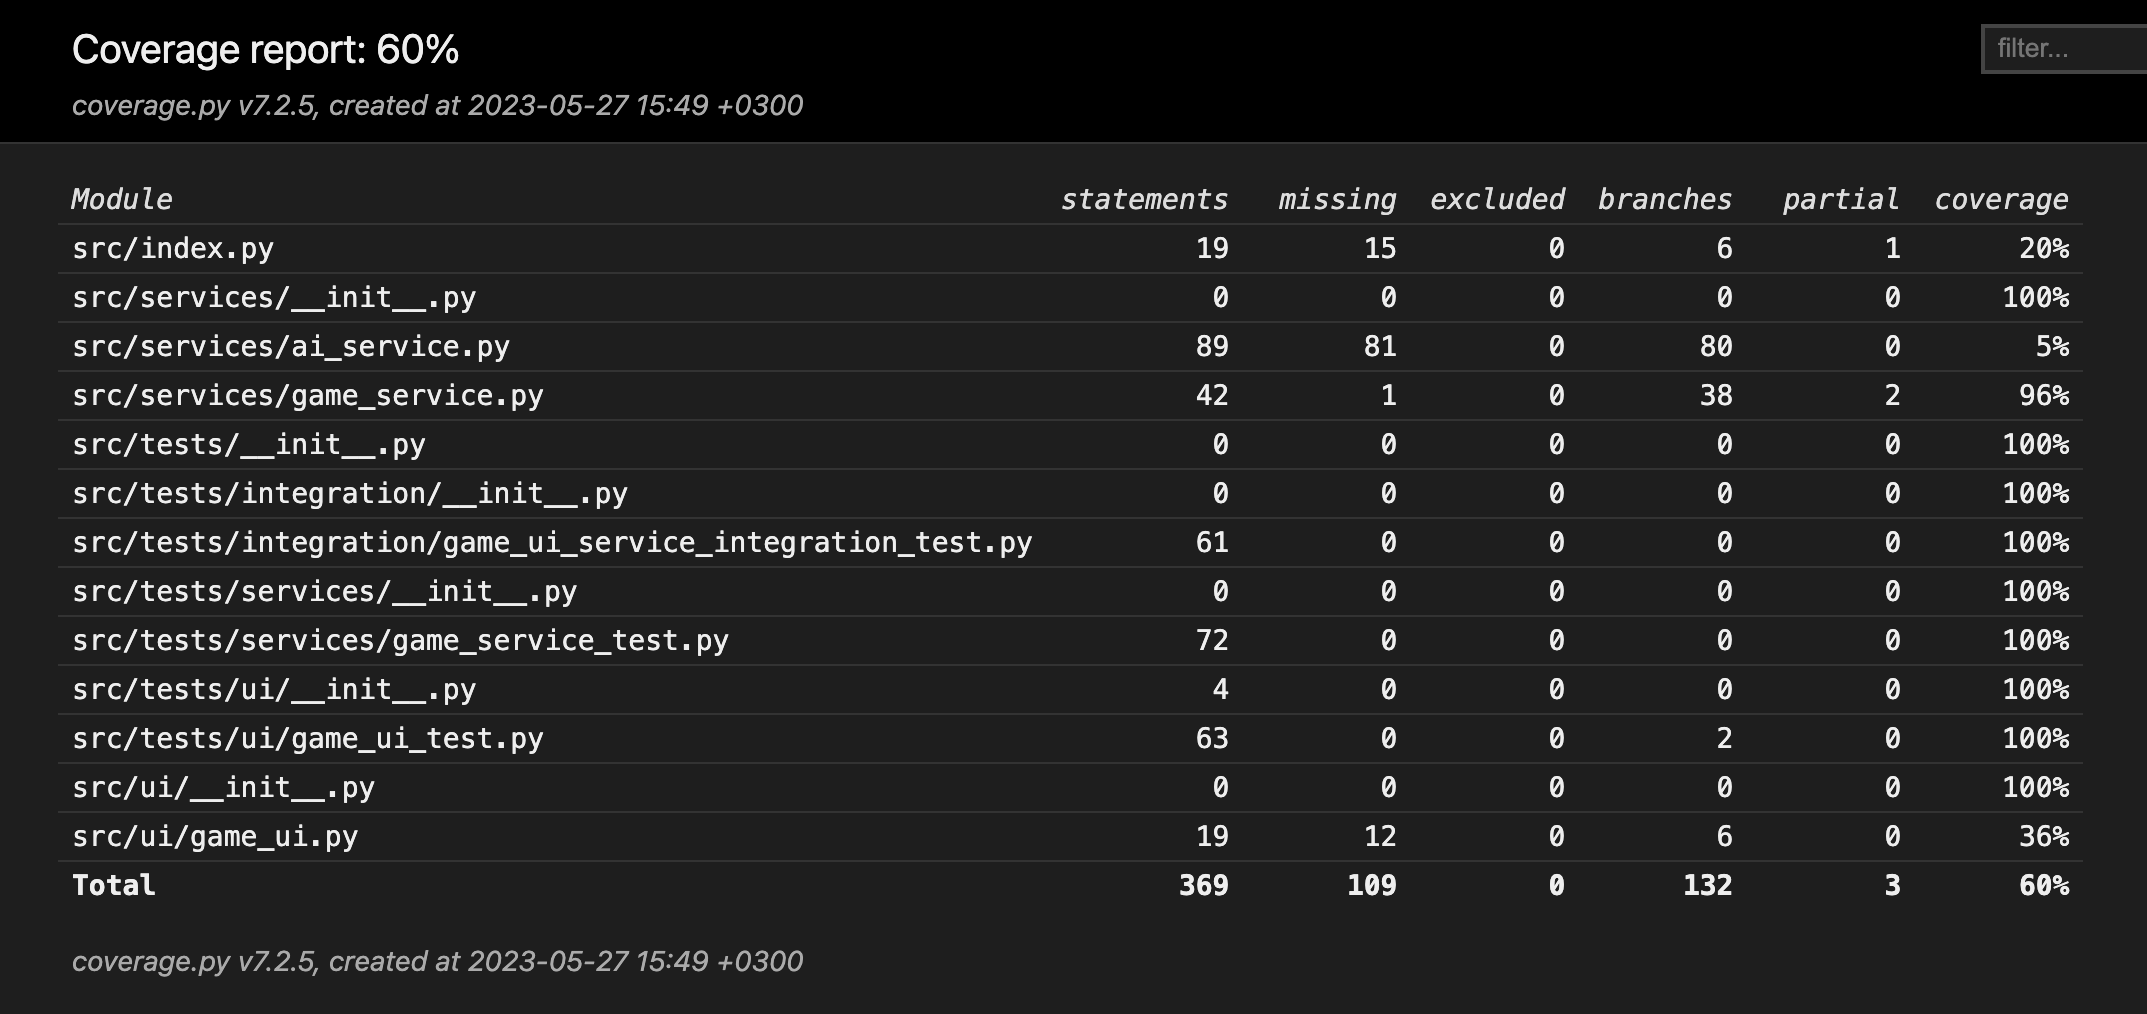 Coverage report: 60%
filter...
coverage.py v7.2.5, created at 2023-05-27 15:49 +0300
Module statements missing excluded branches partial coverage
src/index.py 19 15 0 6 1 20%
src/services/__init__.py 0 0 0 0 0 100%
src/services/ai_service.py 89 81 0 80 0 5%
src/services/game_service.py 42 1 0 38 2 96%
src/tests/__init__.py 0 0 0 0 0 100%
src/tests/integration/__init__.py 0 0 0 0 0 100%
src/tests/integration/game_ui_service_integration_test.py 61 0 0 0 0 100%
src/tests/services/__init__.py 0 0 0 0 0 100%
src/tests/services/game_service_test.py 72 0 0 0 0 100%
src/tests/ui/__init__.py 4 0 0 0 0 100%
src/tests/ui/game_ui_test.py 63 0 0 2 0 100%
src/ui/__init__.py 0 0 0 0 0 100%
src/ui/game_ui.py 19 12 0 6 0 36%
Total 369 109 0 132 3 60%
coverage.py v7.2.5, created at 2023-05-27 15:49 +0300